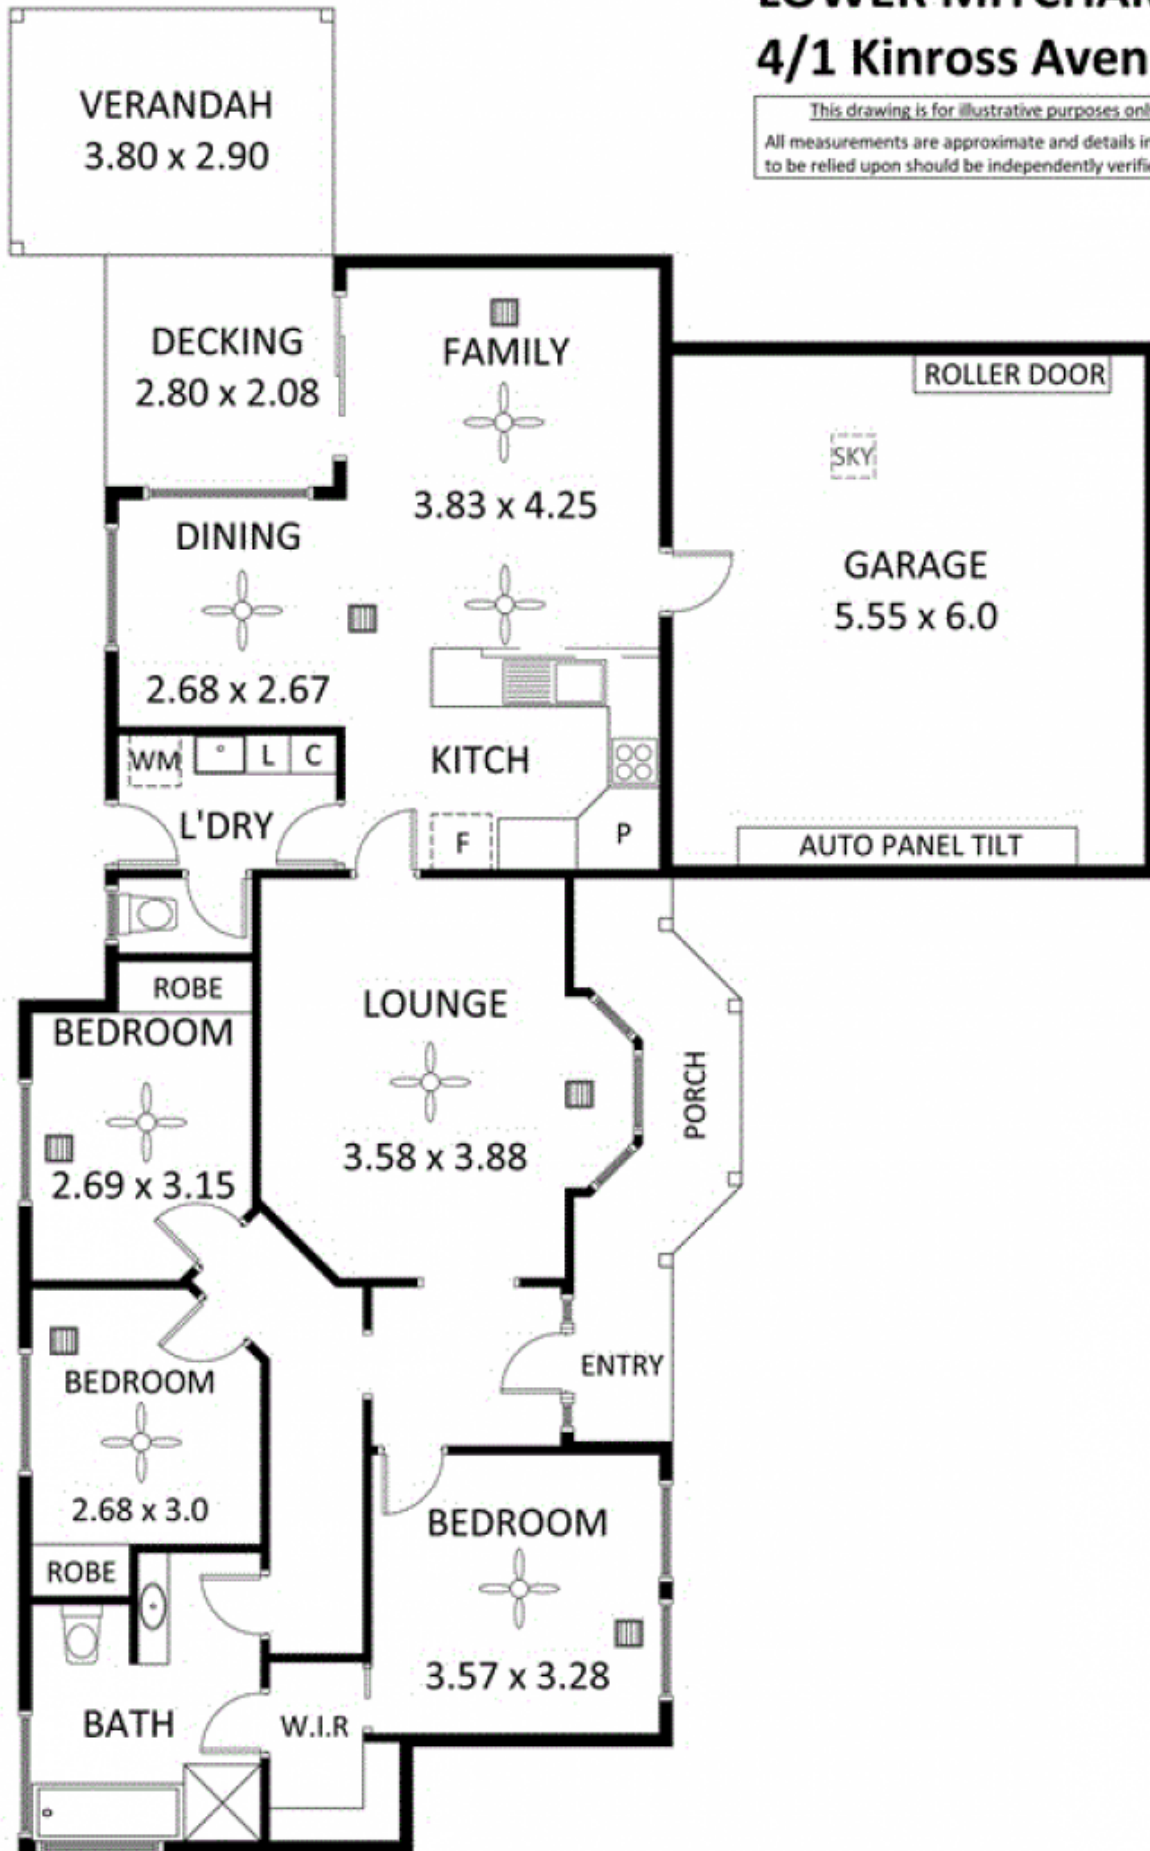 4/1 Kinross Aven
This drawing is for illustrative purposes onl
All measurements are approximate and details in
to be relied upon should be independently verifie
VERANDAH
3.80 x 2.90
DECKING
2.80 x 2.08
FAMILY
3.83 x 4.25
ROLLER DOOR
SKY
GARAGE
5.55 x 6.0
AUTO PANEL TILT
DINING
2.68 x 2.67
KITCH
WM
L
C
L'DRY
F
P
ROBE
BEDROOM
2.69 x 3.15
LOUNGE
3.58 x 3.88
PORCH
ENTRY
BEDROOM
2.68 x 3.0
ROBE
BEDROOM
3.57 x 3.28
BATH
W.I.R